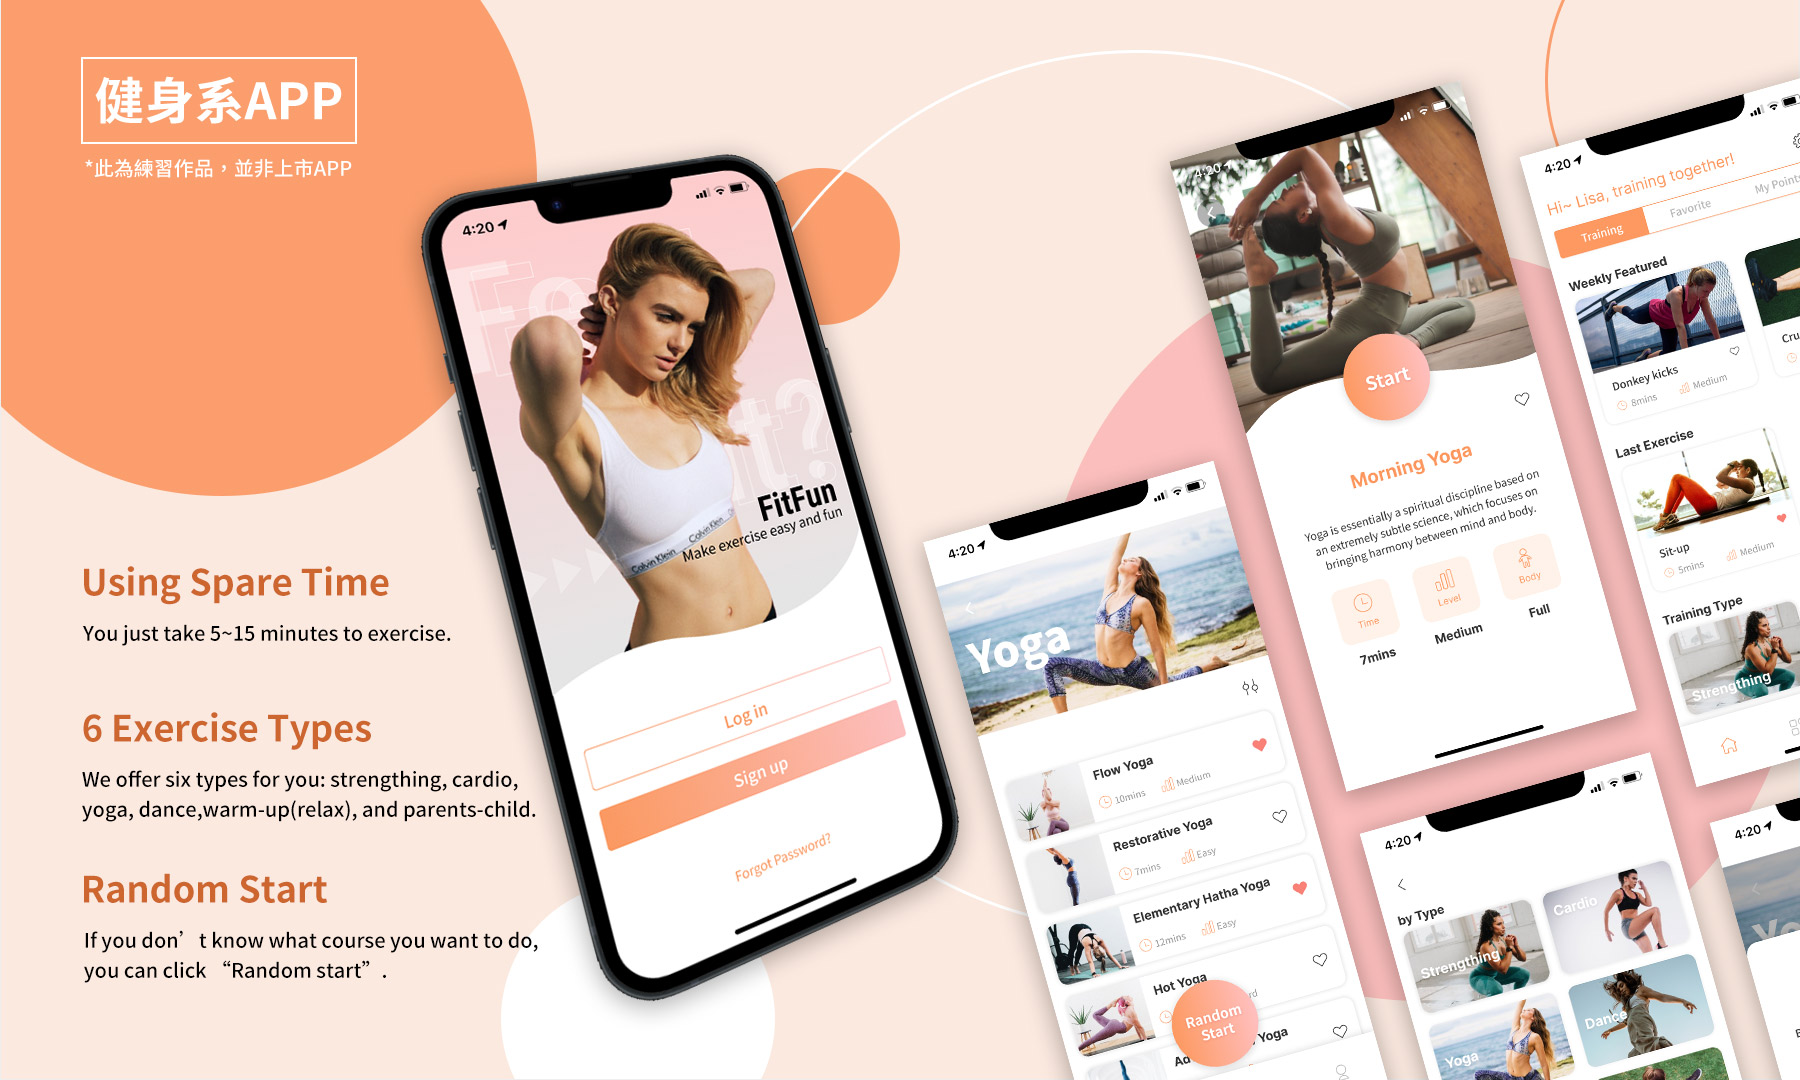 健身系APP
*此為練習作品，並非上市APP
Using Spare Time
You just take 5~15 minutes to exercise.
6 Exercise Types
We offer six types for you: strengthing, cardio,
yoga, dance,warm-up(relax), and parents-child.
Random Start
If you don’t know what course you want to do,
you can click “Random start”.
4:20
Fe
it?
FitFun
Make exercise easy and fun
Calvin Klein
Calvin Klein
Log in
Sign up
Forgot Password?
4:20
Yoga
Flow Yoga
10mins
Medium
Restorative Yoga
7mins
Easy
Elementary Hatha Yoga
12mins
Easy
Hot Yoga
rd
Random
Start
Yoga
4:20
Start
Morning Yoga
Yoga is essentially a spiritual discipline based on
an extremely subtle science, which focuses on
bringing harmony between mind and body.
Time
Level
Body
7mins
Medium
Full
4:20
Hi~ Lisa, training together!
Training
Favorite
My Points
Weekly Featured
Donkey kicks
8mins
Medium
Cru
Last Exercise
Sit-up
5mins
Medium
Training Type
Strengthing
4:20
by Type
Strengthing
Cardio
Yoga
Dance
4:20